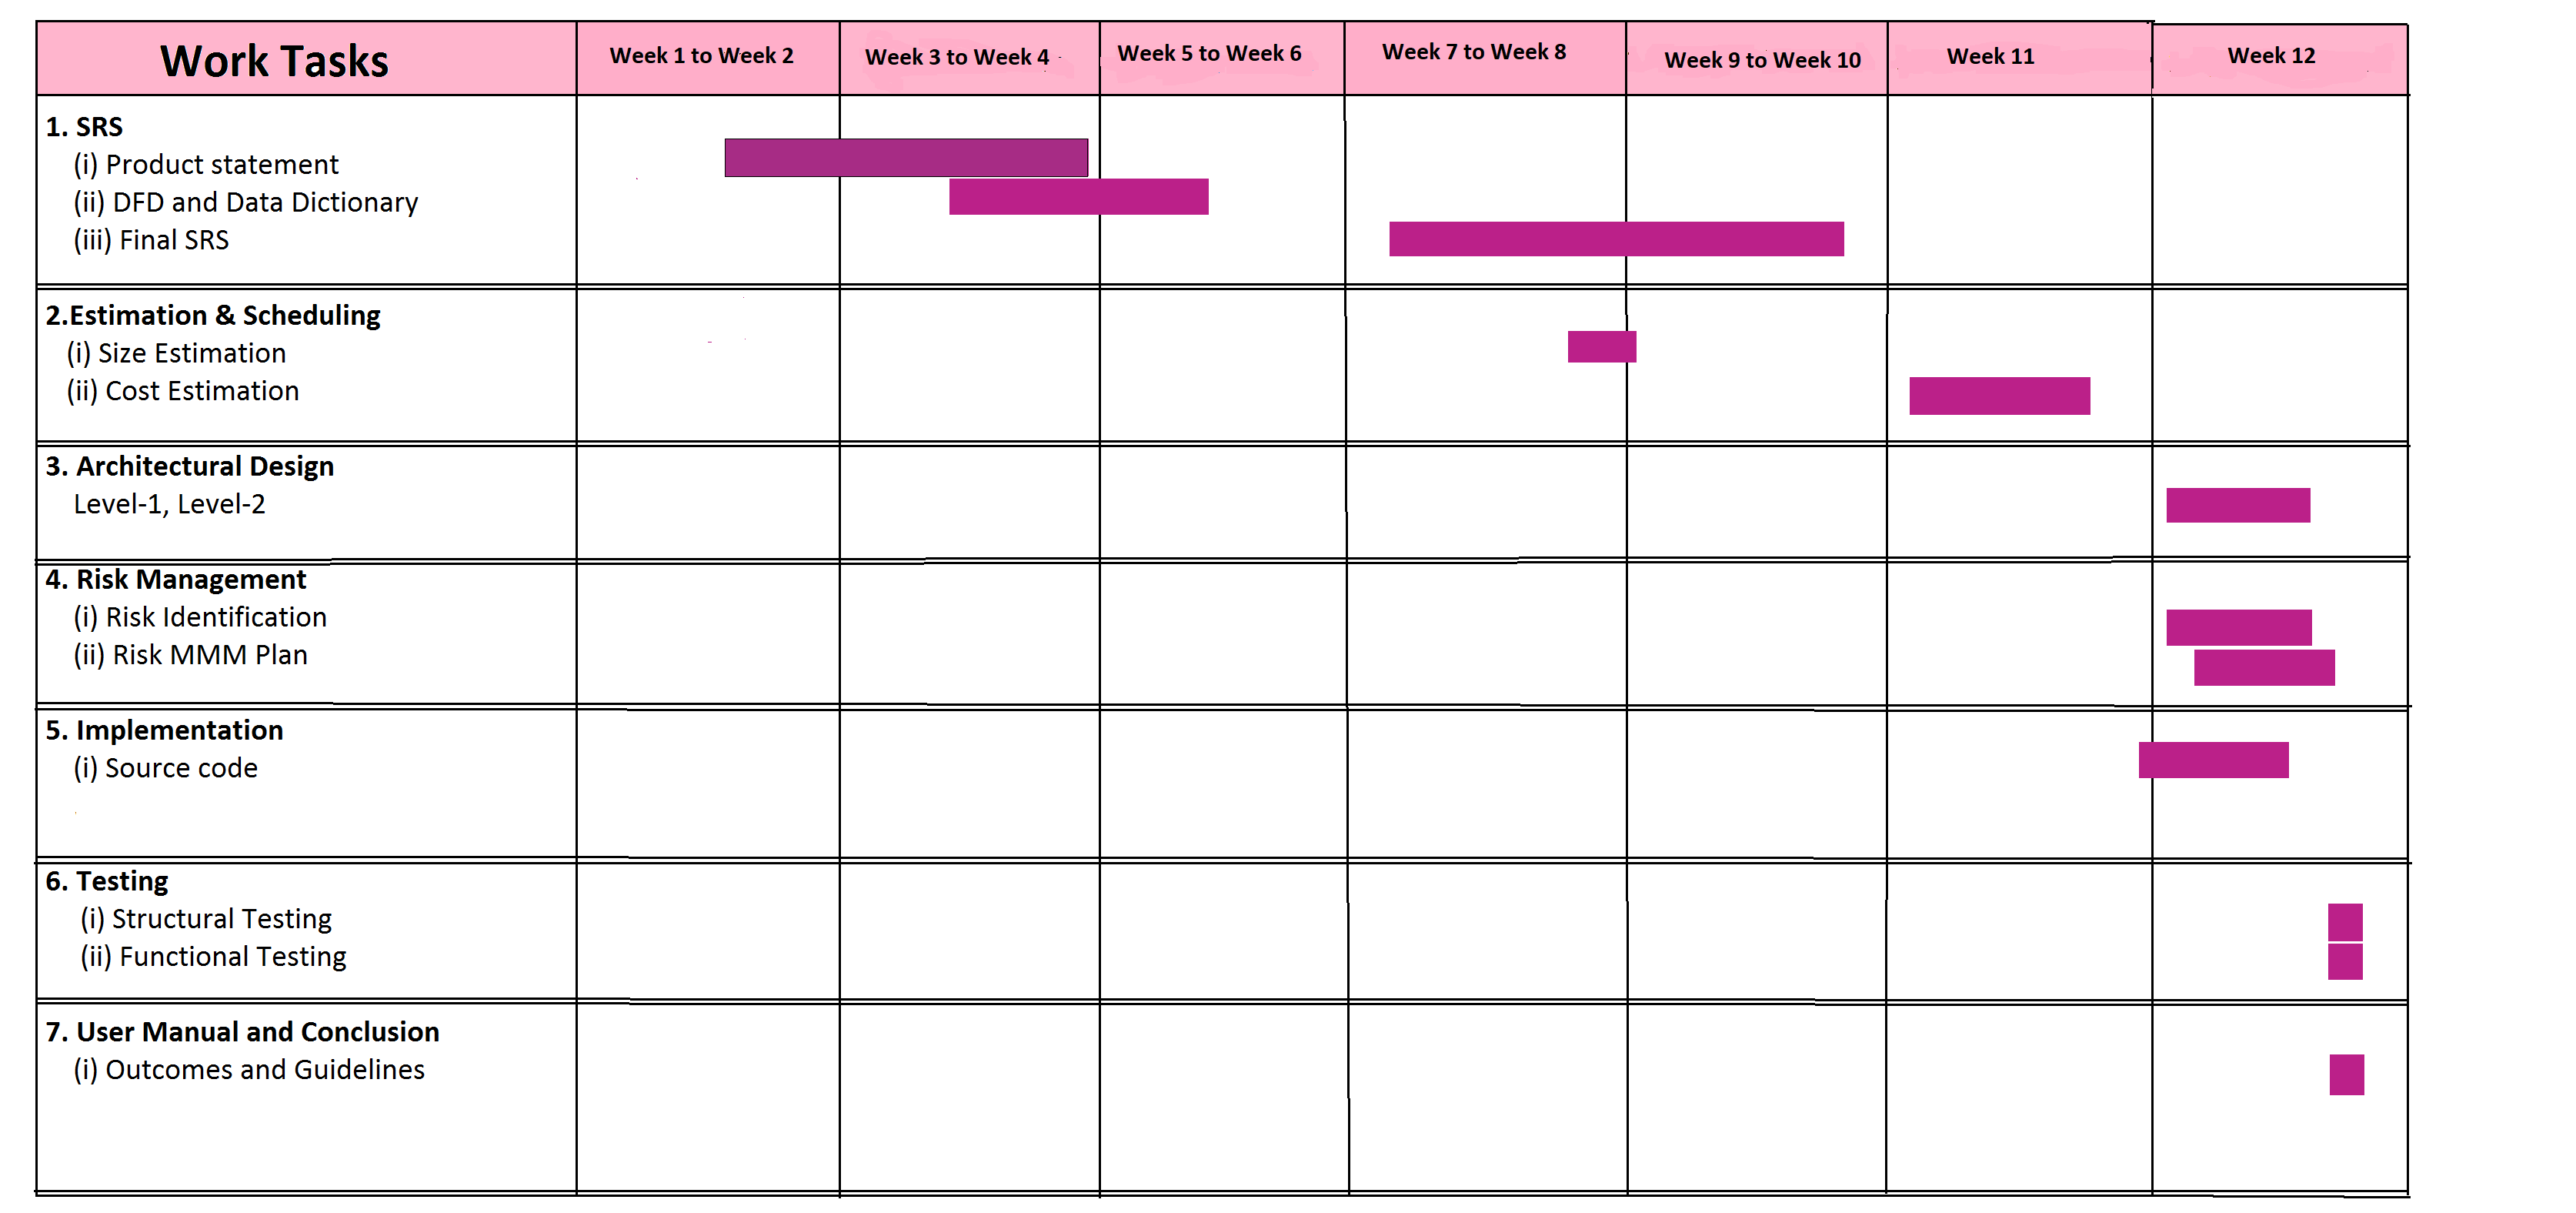 Work Tasks
Week 1 to Week 2
Week 3 to Week 4
Week 5 to Week 6
Week 7 to Week 8
Week 9 to Week 10
Week 11
Week 12
1. SRS
(i) Product statement
(ii) DFD and Data Dictionary
(iii) Final SRS
2.Estimation & Scheduling
(i) Size Estimation
(ii) Cost Estimation
3. Architectural Design
Level-1, Level-2
4. Risk Management
(i) Risk Identification
(ii) Risk MMM Plan
5. Implementation
(i) Source code
6. Testing
(i) Structural Testing
(ii) Functional Testing
7. User Manual and Conclusion
(i) Outcomes and Guidelines